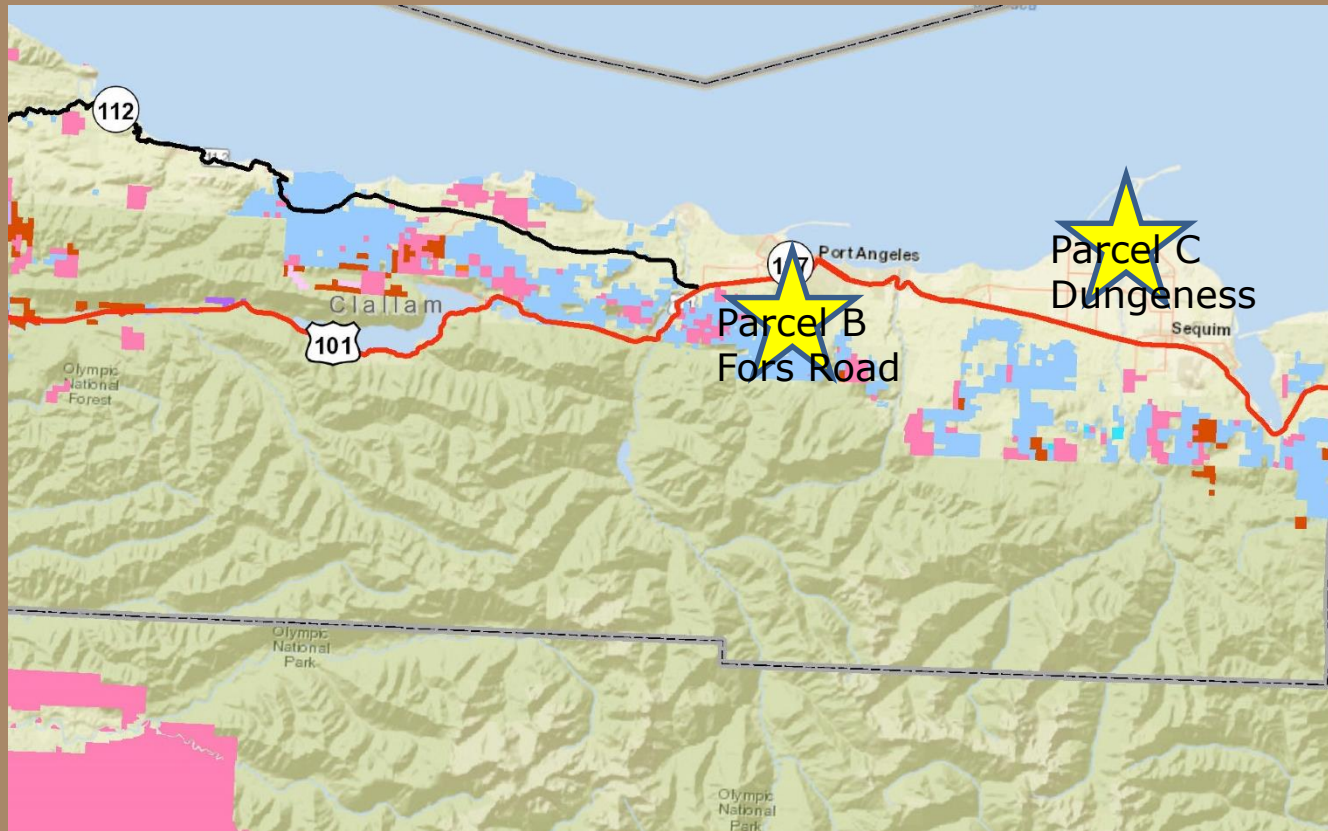 112
Port Angeles
Parcel C
Dungeness
Parcel B
Fors Road
Sequim
Clallam
101
Olympic
National
Forest
Olympic
National
Park
Olympic
National
Park